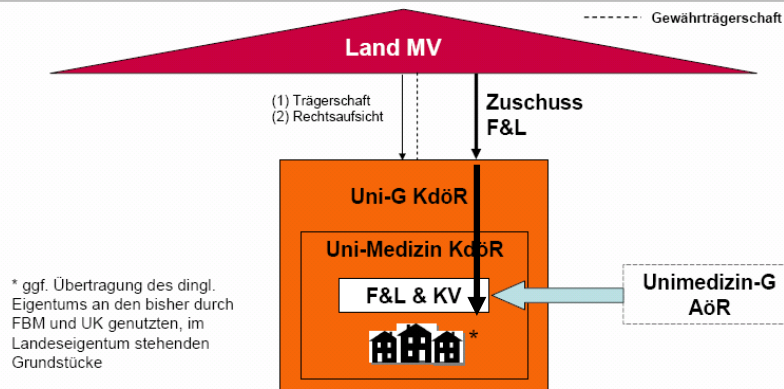 Gewährträgerschaft
Land MV
(1) Trägerschaft
(2) Rechtsaufsicht
Zuschuss
F&L
Uni-G KdöR
Uni-Medizin KdöR
F&L & KV
*
Unimedizin-G
AöR
* ggf. Übertragung des dingl.
Eigentums an den bisher durch
FBM und UK genutzten, im
Landeseigentum stehenden
Grundstücke